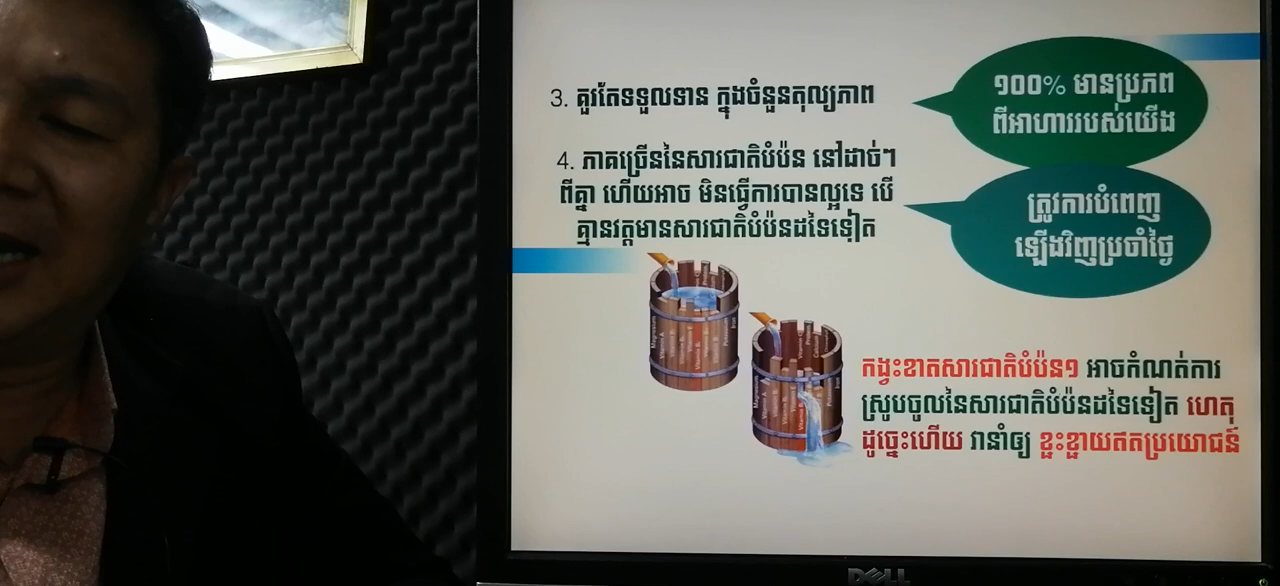 3. គួរតែទទួលទាន ក្នុងចំនួនតុល្យភាព
១០០% មានប្រភព
ពីអាហាររបស់យើង
4. ភាគច្រើននៃសារជាតិបំប៉ន នៅដាច់ៗ
ពីគ្នា ហើយអាច មិនធ្វើការបានល្អទេ បើ
គ្មានវត្តមានសារជាតិបំប៉នដទៃទៀត
ត្រូវការបំពេញ
ឡើងវិញប្រចាំថ្ងៃ
កង្វះខាតសារជាតិបំប៉ន១ អាចកំណត់ការ
ស្រូបចូលនៃសារជាតិបំប៉នដទៃទៀត ហេតុ
ដូច្នេះហើយ វានាំឲ្យ ខ្ជះខ្ជាយឥតប្រយោជន៍
DELL